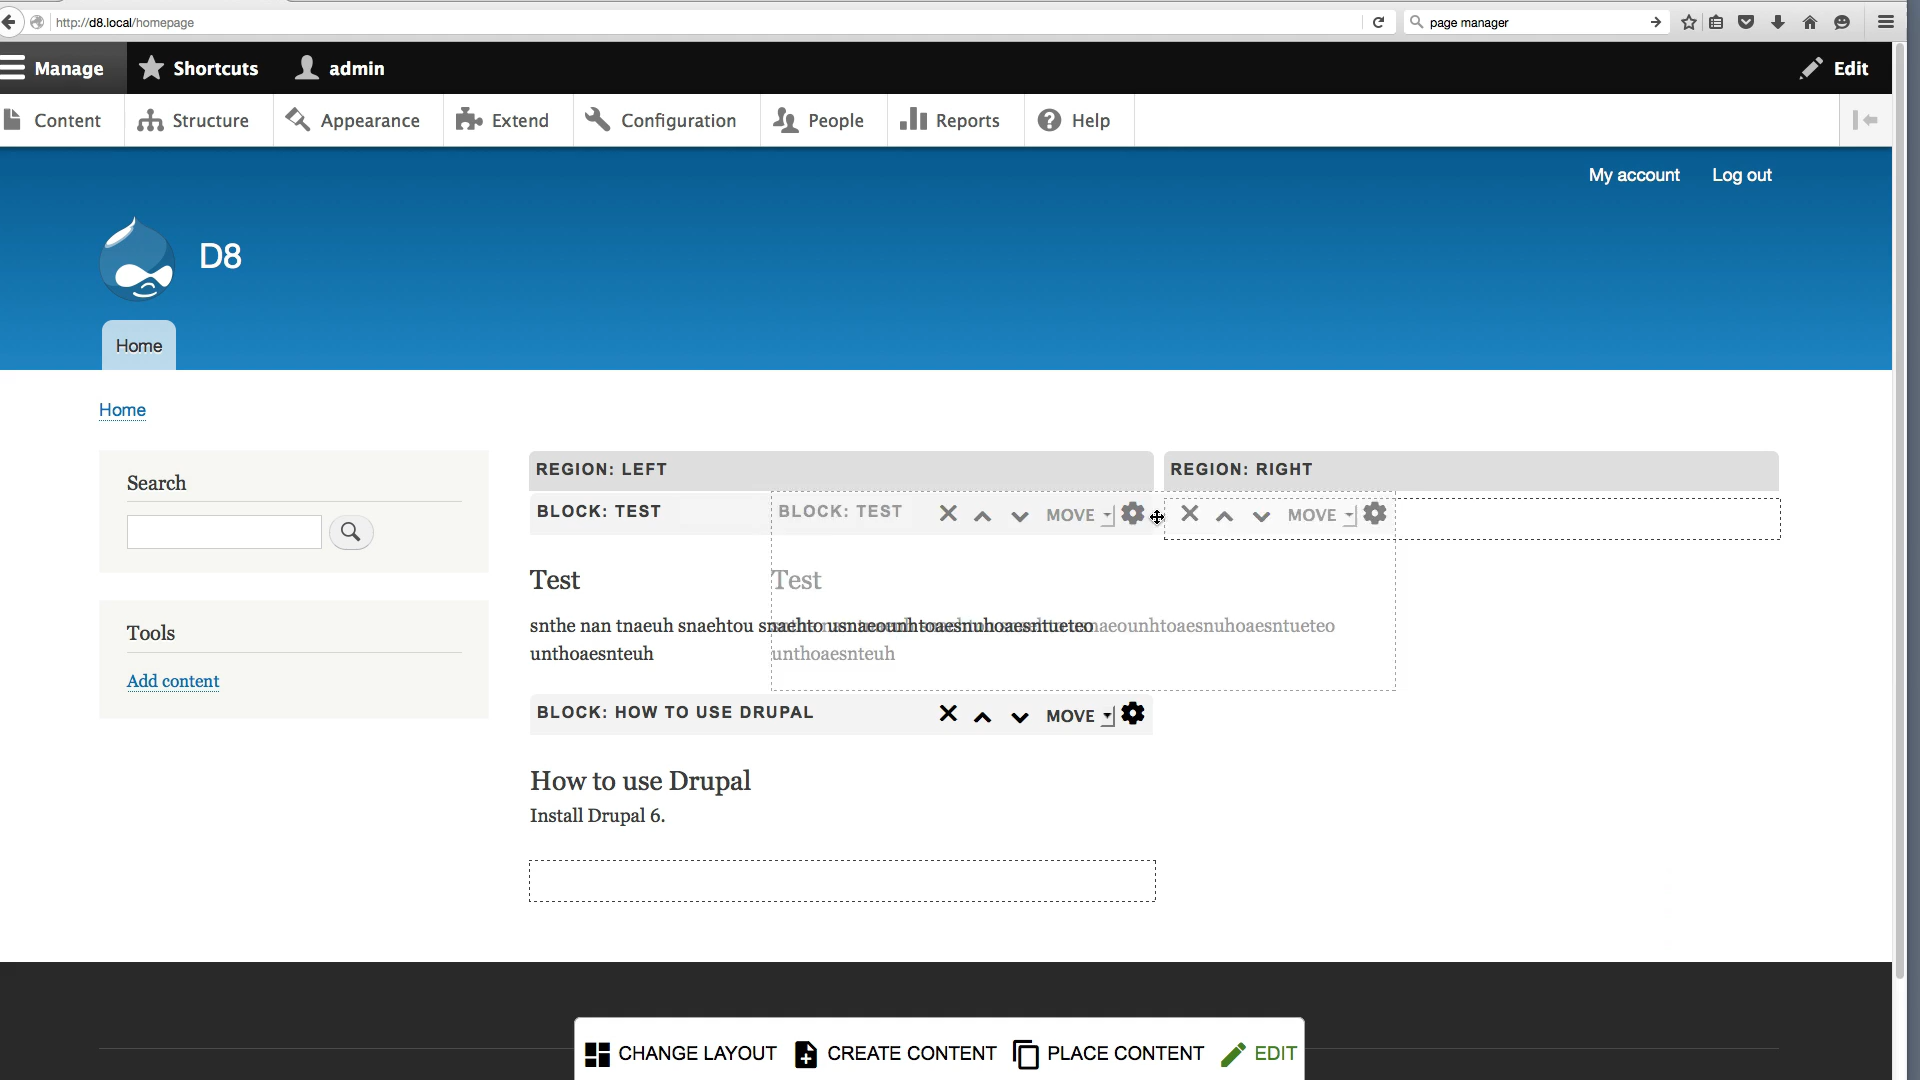 http://d8.local/homepage
page manager
Manage
Shortcuts
admin
Edit
Content
Structure
Appearance
Extend
Configuration
People
Reports
Help
My account
Log out
D8
Home
Home
Search
Tools
Add content
REGION: LEFT
REGION: RIGHT
BLOCK: TEST
BLOCK: TEST
MOVE
MOVE
Test
Test
snthe nan tnaeuh snaehtou
unthoaesnteuh
unthoaesnteuh
BLOCK: HOW TO USE DRUPAL
MOVE
How to use Drupal
Install Drupal 6.
CHANGE LAYOUT
CREATE CONTENT
PLACE CONTENT
EDIT